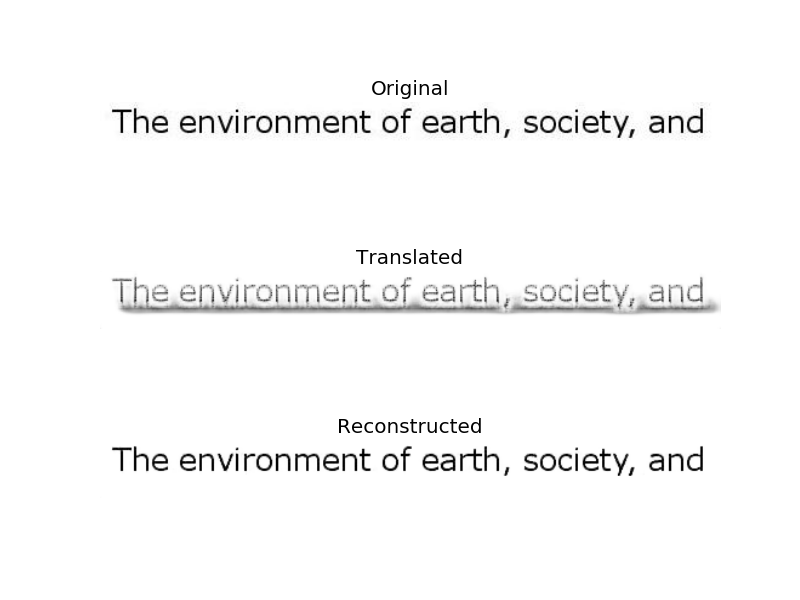 Original
The environment of earth, society, and
Translated
The environment of earth, society, and
Reconstructed
The environment of earth, society, and